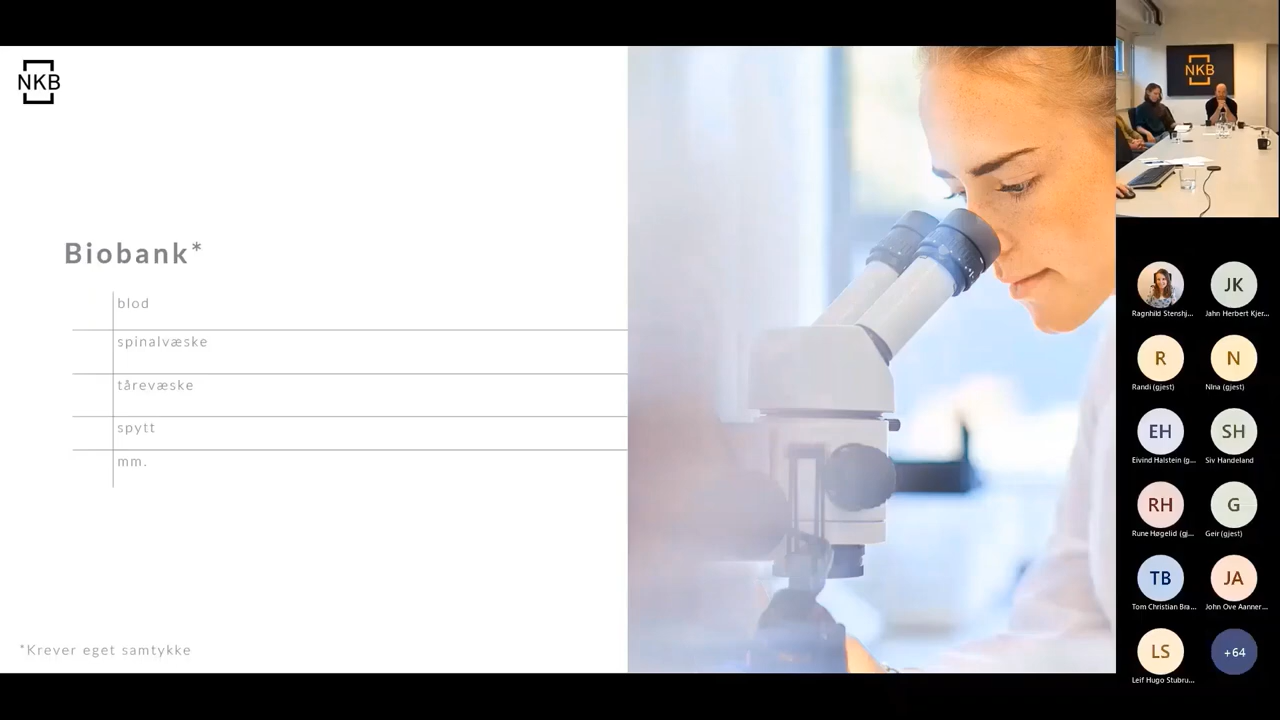 NKB
Biobank*
blod
spinalvæske
tårevæske
spytt
mm.
*Krever eget samtykke
NKB
Ragnhild Stenshj...
JK
Jahn Herbert Kjer...
R
Randi (gjest)
N
NIna (gjest)
EH
Eivind Halstein (g...
SH
Siv Handeland
RH
Rune Høgelid (gj...
G
Geir (gjest)
TB
Tom Christian Bra...
JA
John Ove Aanner...
LS
Leif Hugo Stubru...
+64